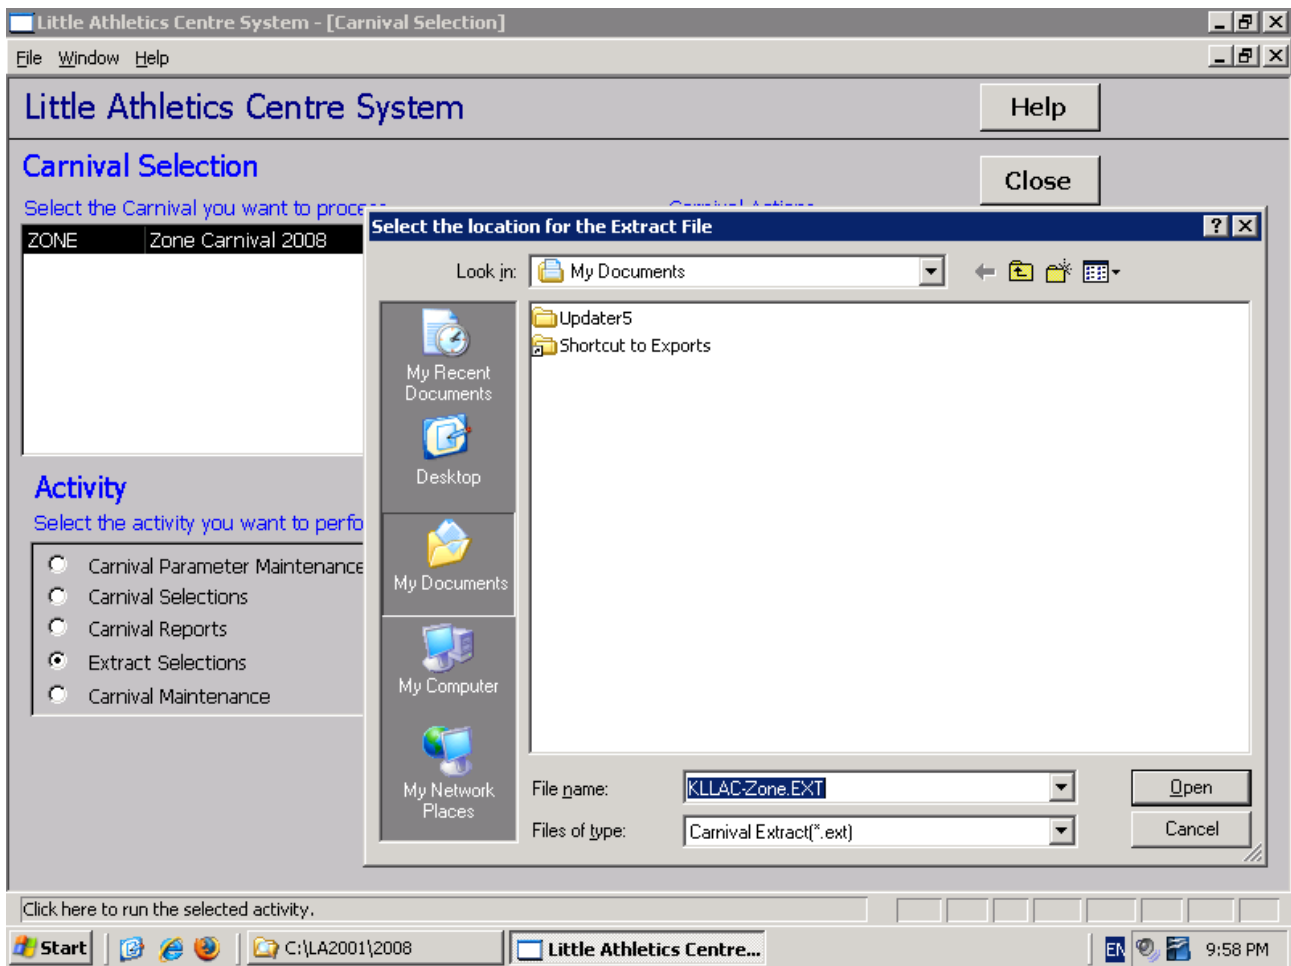 Little Athletics Centre System - [Carnival Selection]
File Window Help
Little Athletics Centre System
Help
Carnival Selection
Close
Select the Carnival you want to
Carnival Actions
ZONE Zone Carnival 2008
Select the location for the Extract File
Look in: My Documents
Updater5
Shortcut to Exports
My Recent
Documents
Desktop
My Documents
My Computer
My Network
Places
Activity
Select the activity you want to perfo
Carnival Parameter Maintenance
Carnival Selections
Carnival Reports
Extract Selections
Carnival Maintenance
File name: KLLAC-Zone.EXT
Open
Files of type: Carnival Extract(*.ext)
Cancel
Click here to run the selected activity.
Start
C:\LA2001\2008
Little Athletics Centre...
EN
9:58 PM